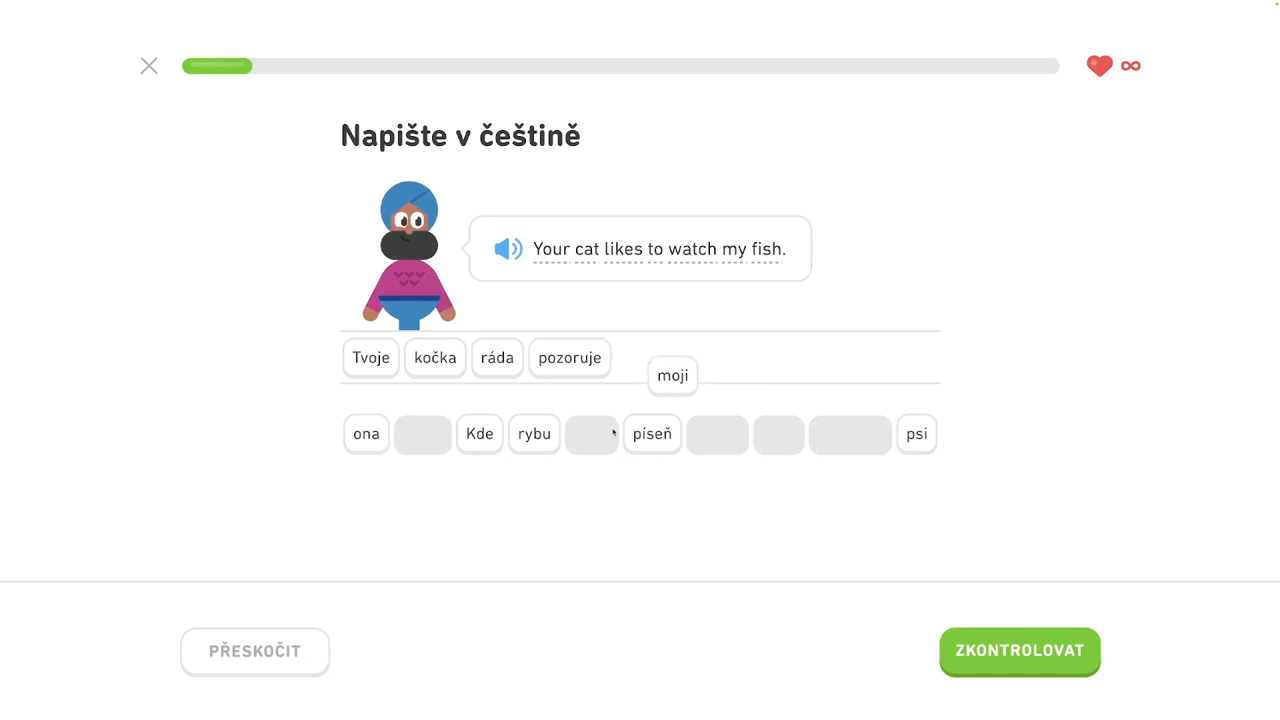 Napište v češtině
Your cat likes to watch my fish.
Tvoje kočka ráda pozoruje moji
ona Kde rybu píseň psi
PŘESKOČIT ZKONTROLOVAT